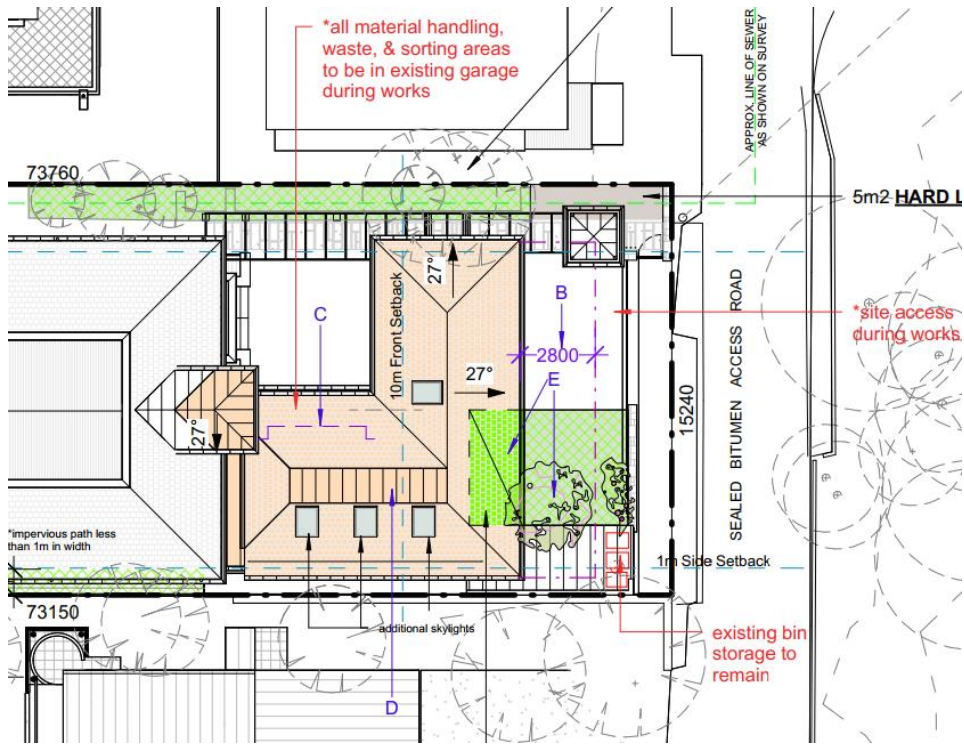 *all material handling,
waste, & sorting areas
to be in existing garage
during works
APPROX. LINE OF SEWER
AS SHOWN ON SURVEY
73760
5m2 HARD L
27°
10m Front Setback
B
C
*site access
during works
2800
27°
E
SEALED BITUMEN ACCESS ROAD
15240
27°
*impervious path less
than 1m in width
1m Side Setback
73150
additional skylights
existing bin
storage to
remain
D